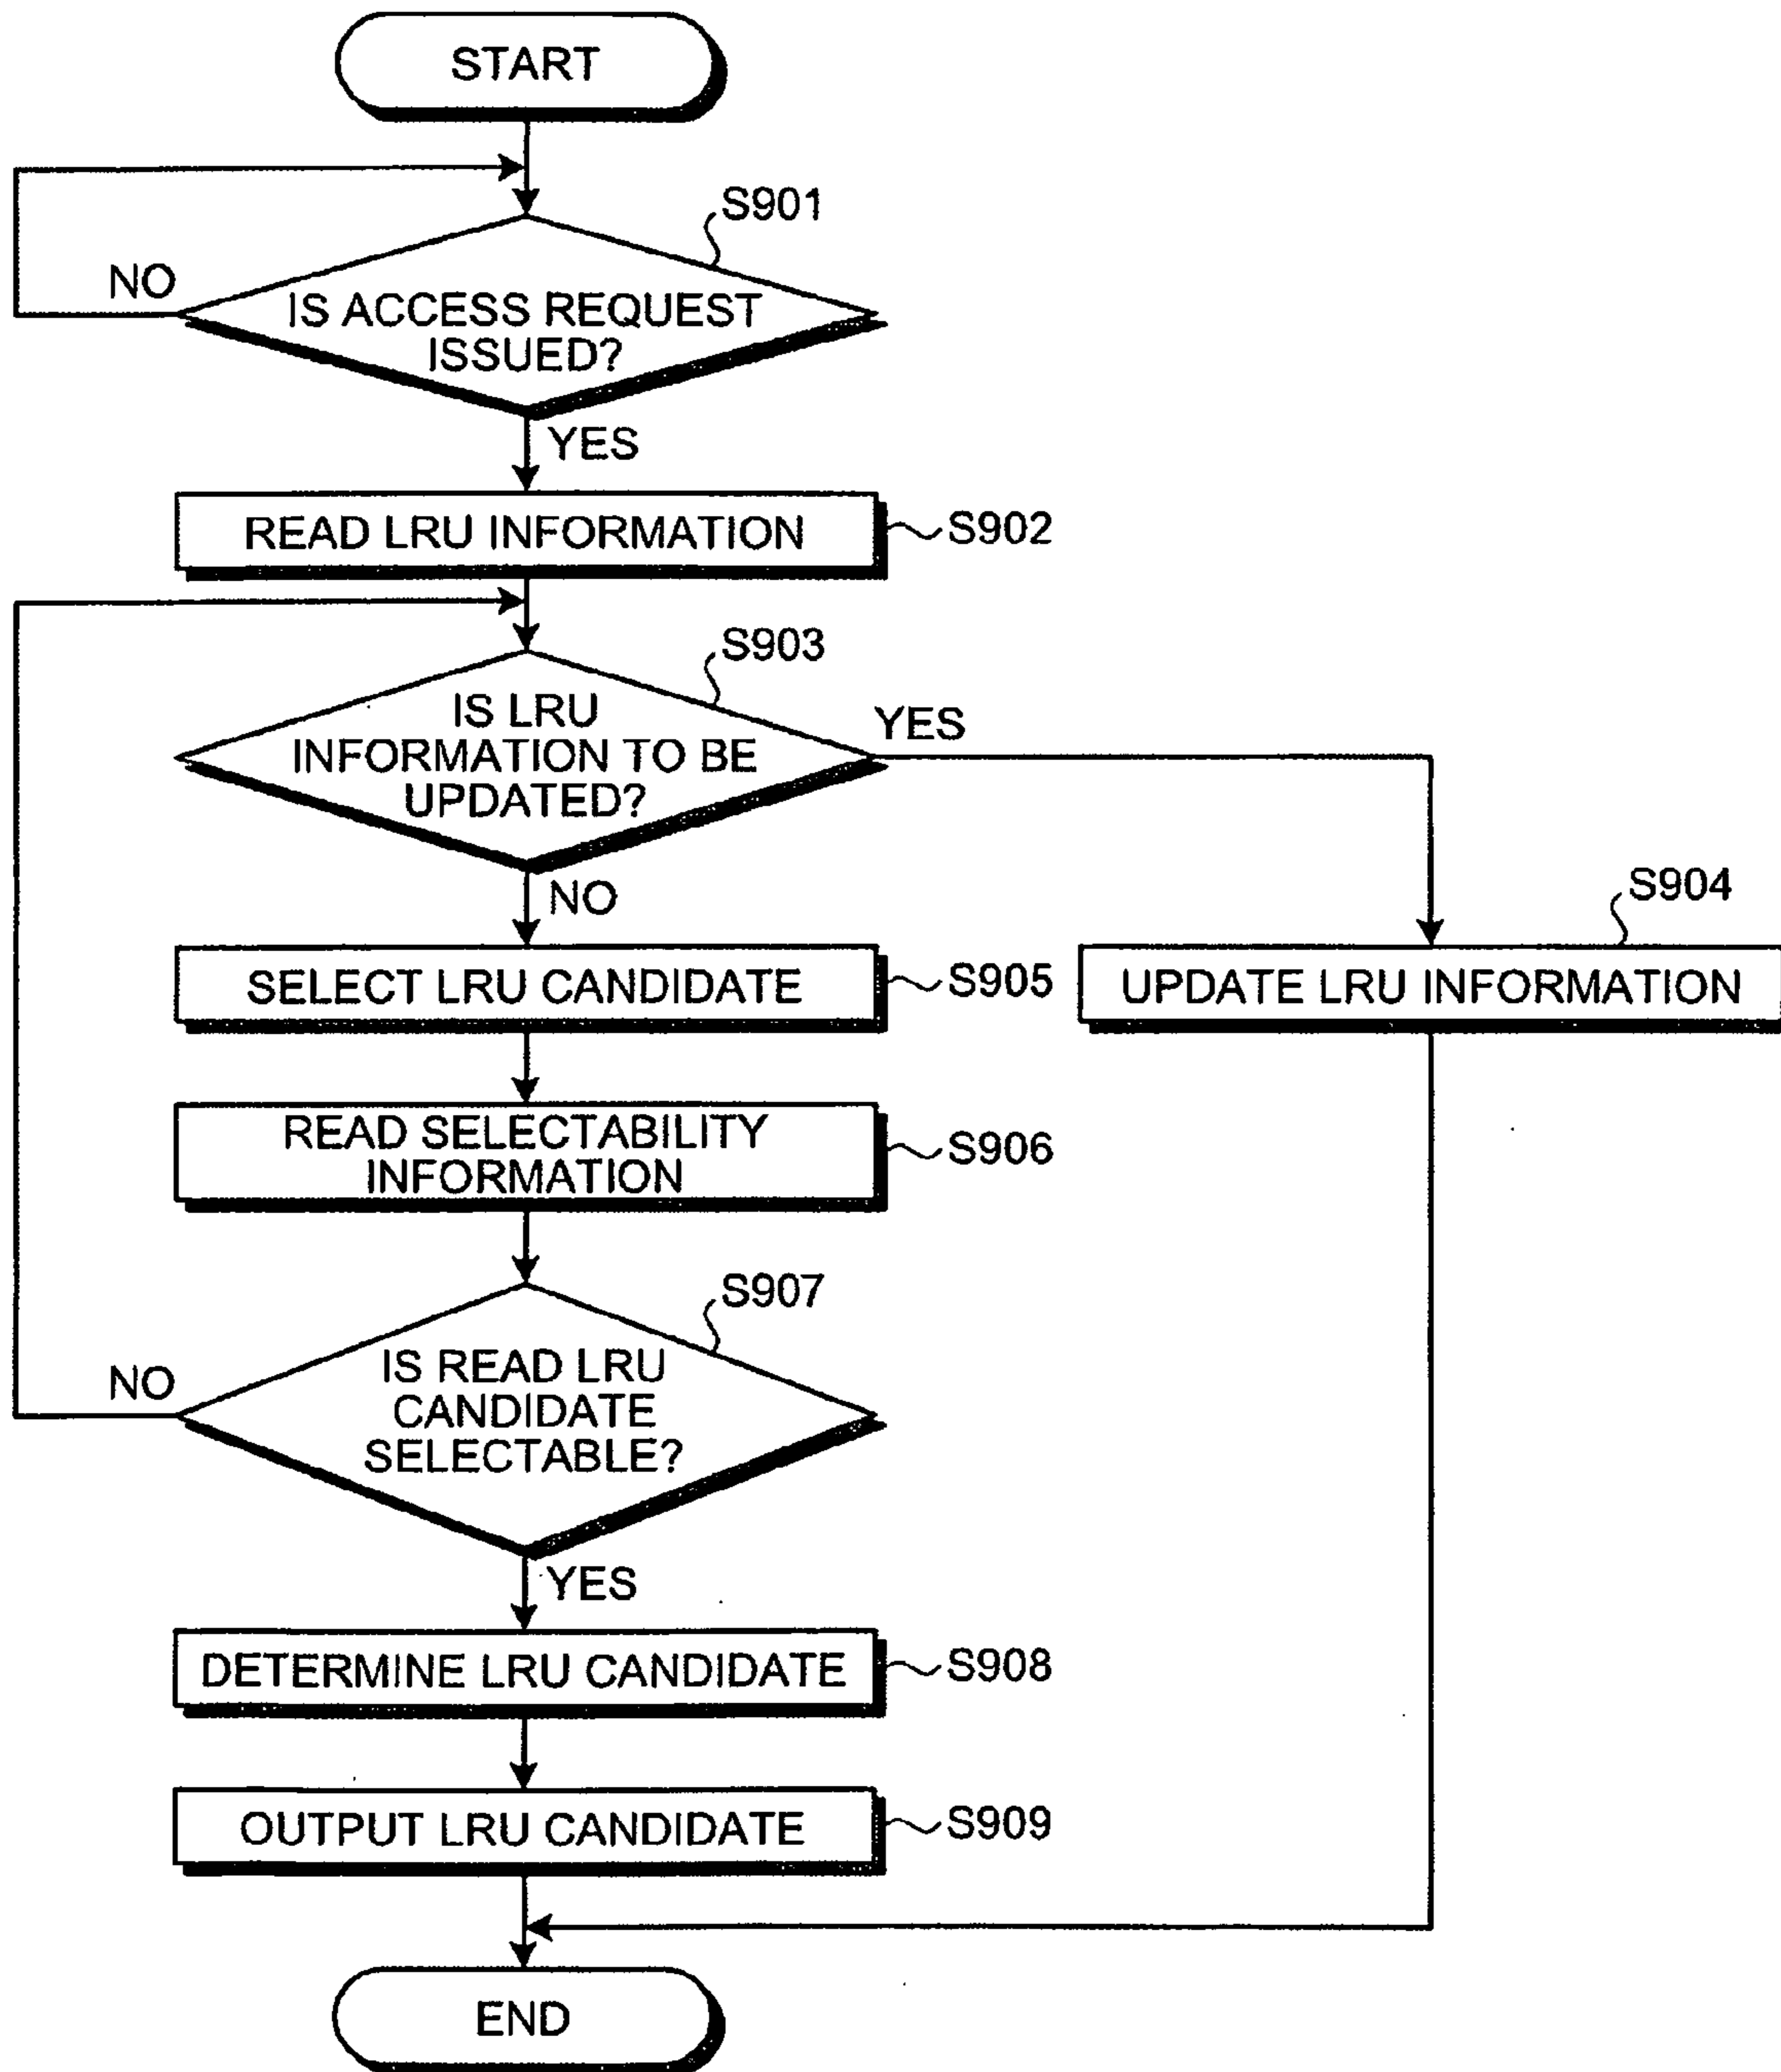 START
S901
NO
IS ACCESS REQUEST
ISSUED?
YES
READ LRU INFORMATION
S902
S903
IS LRU
INFORMATION TO BE
UPDATED?
YES
NO
S904
SELECT LRU CANDIDATE
S905
UPDATE LRU INFORMATION
READ SELECTABILITY
INFORMATION
S906
S907
NO
IS READ LRU
CANDIDATE
SELECTABLE?
YES
DETERMINE LRU CANDIDATE
S908
OUTPUT LRU CANDIDATE
S909
END